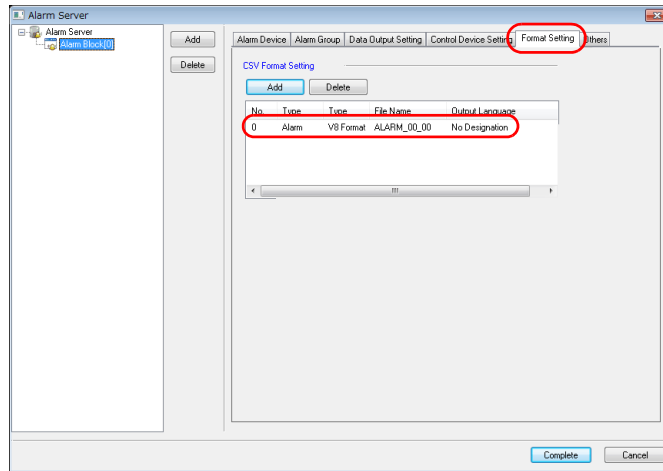 Alarm Server
Alarm Server
Alarm Block[0]
Add
Delete
Alarm Device
Alarm Group
Data Output Setting
Control Device Setting
Format Setting
Others
CSV Format Setting
Add
Delete
No. Type Type File Name Output Language
0 Alarm V8 Format ALARM_00_00 No Designation
Complete
Cancel